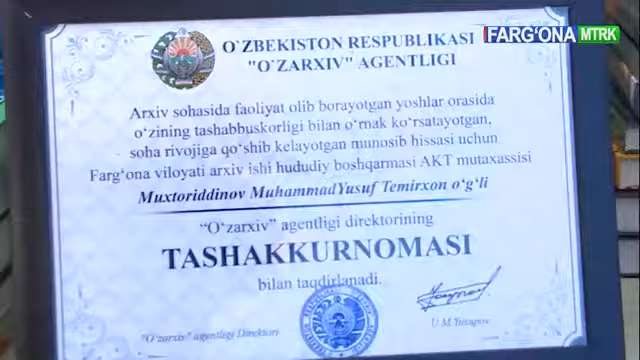 FARG‘ONA MTRK
O`ZBEKISTON RESPUBLIKASI
"O`ZARXIV" AGENTLIGI
Arxiv sohasida faoliyat olib borayotgan yoshlar orasida
o‘zining tashabbuskorligi bilan o‘rnak ko‘rsatayotgan,
soha rivojiga qo‘shib kelayotgan munosib hissasi uchun
Farg‘ona viloyati arxiv ishi hududiy boshqarmasi AKT mutaxassisi
Muxtoriddinov MuhammadYusuf Temirxon o‘g‘li
“O‘zarxiv” agentligi direktorining
TASHAKKURNOMASI
bilan taqdirlanadi.
"O‘zarxiv" agentligi Direktori
U.M.Yusupov